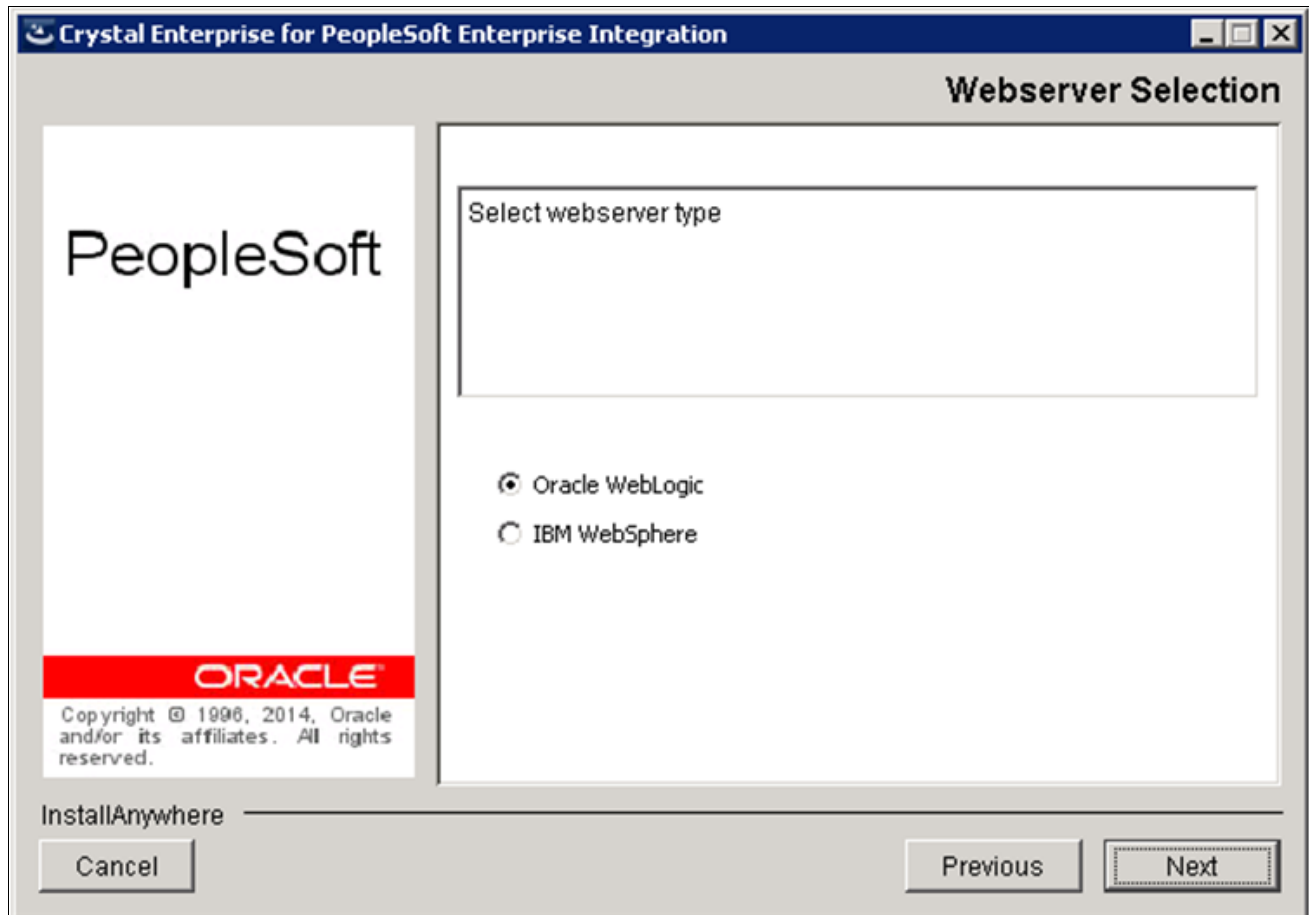 Crystal Enterprise for PeopleSoft Enterprise Integration
Webserver Selection
PeopleSoft
ORACLE
Copyright © 1996, 2014, Oracle
and/or its affiliates. All rights
reserved.
Select webserver type
Oracle WebLogic
IBM WebSphere
InstallAnywhere
Cancel
Previous
Next